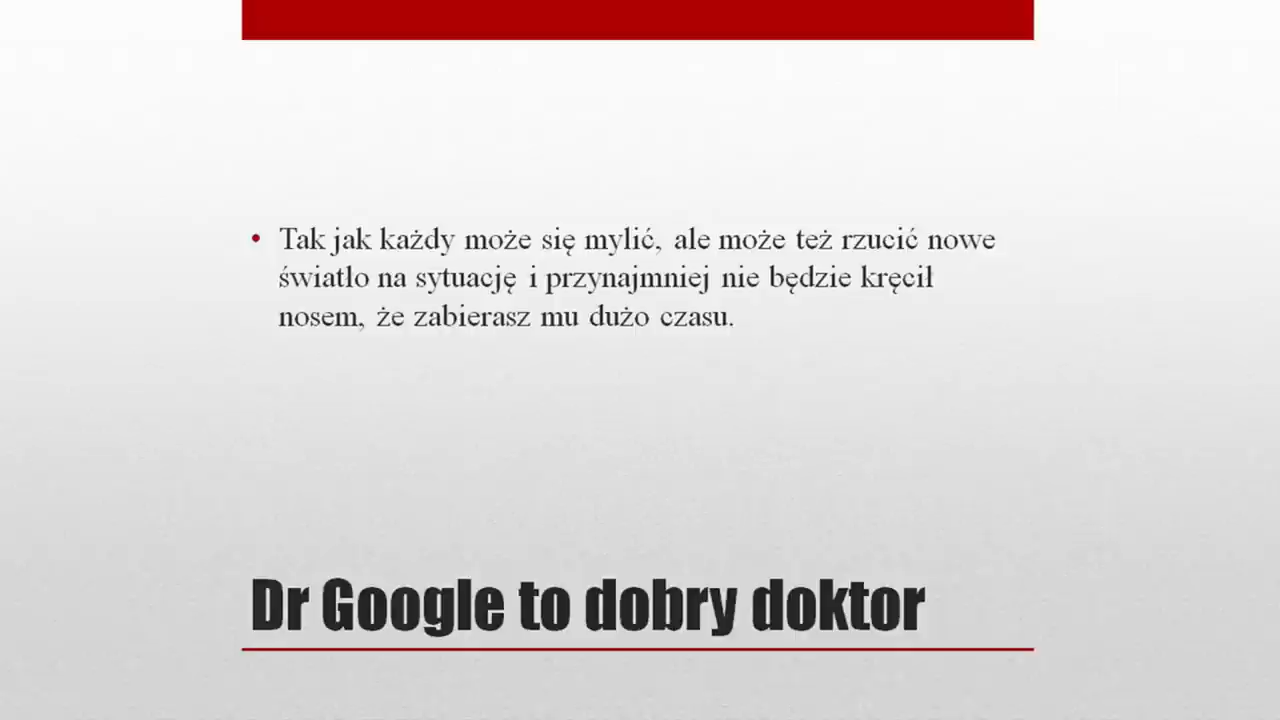 • Tak jak każdy może się mylić, ale może też rzucić nowe
światło na sytuację i przynajmniej nie będzie kręcił
nosem, że zabierasz mu dużo czasu.
Dr Google to dobry doktor